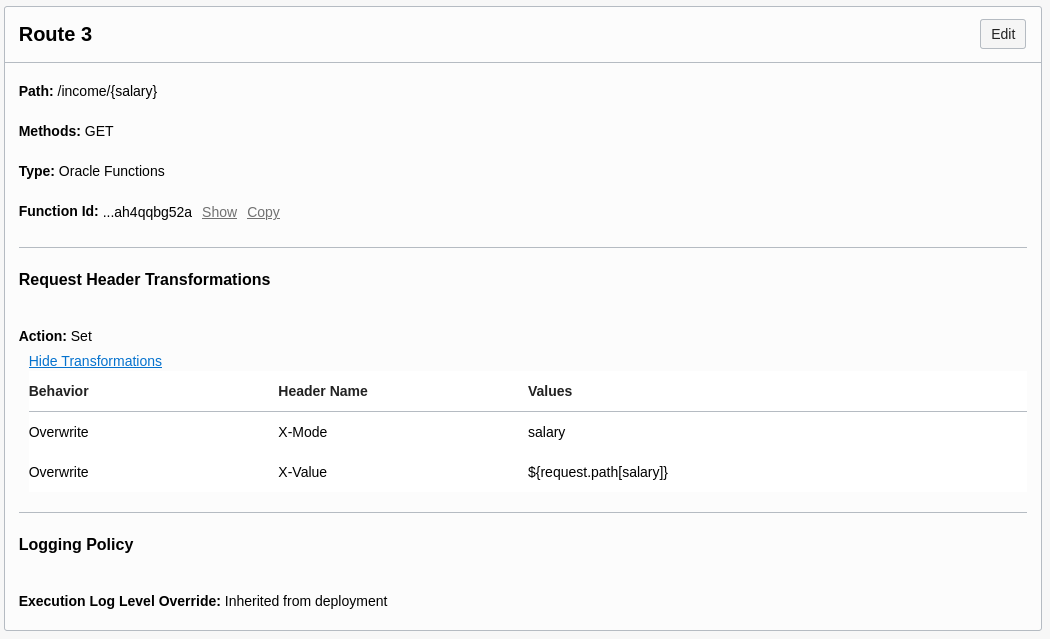 Route 3
Edit
Path: /income/{salary}
Methods: GET
Type: Oracle Functions
Function Id: ...ah4qqbg52a Show Copy
Request Header Transformations
Action: Set
Hide Transformations
Behavior Header Name Values
Overwrite X-Mode salary
Overwrite X-Value ${request.path[salary]}
Logging Policy
Execution Log Level Override: Inherited from deployment